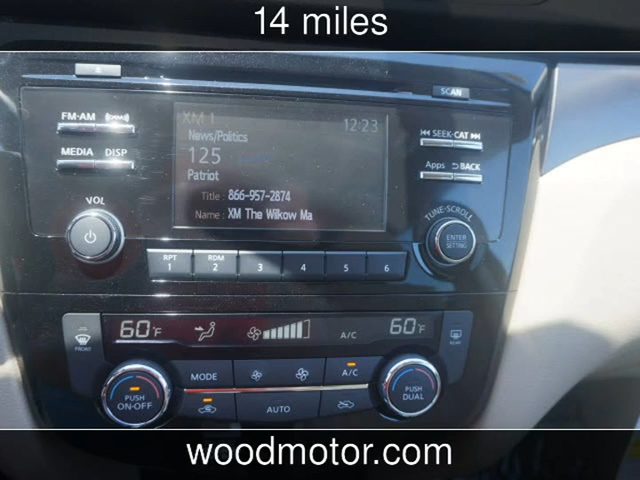 14 miles
SCAN
FM-AM
XM 1
12:23
News/Politics
125
Patriot
Title : 866-957-2874
Name : XM The Wilkow Ma
SEEK-CAT
MEDIA DISP
Apps BACK
VOL
TUNE-SCROLL
ENTER
SETTING
RPT
1
RDM
2
3
4
5
6
FRONT
60°F
A/C
60°F
REAR
MODE
A/C
PUSH
ON-OFF
AUTO
PUSH
DUAL
woodmotor.com